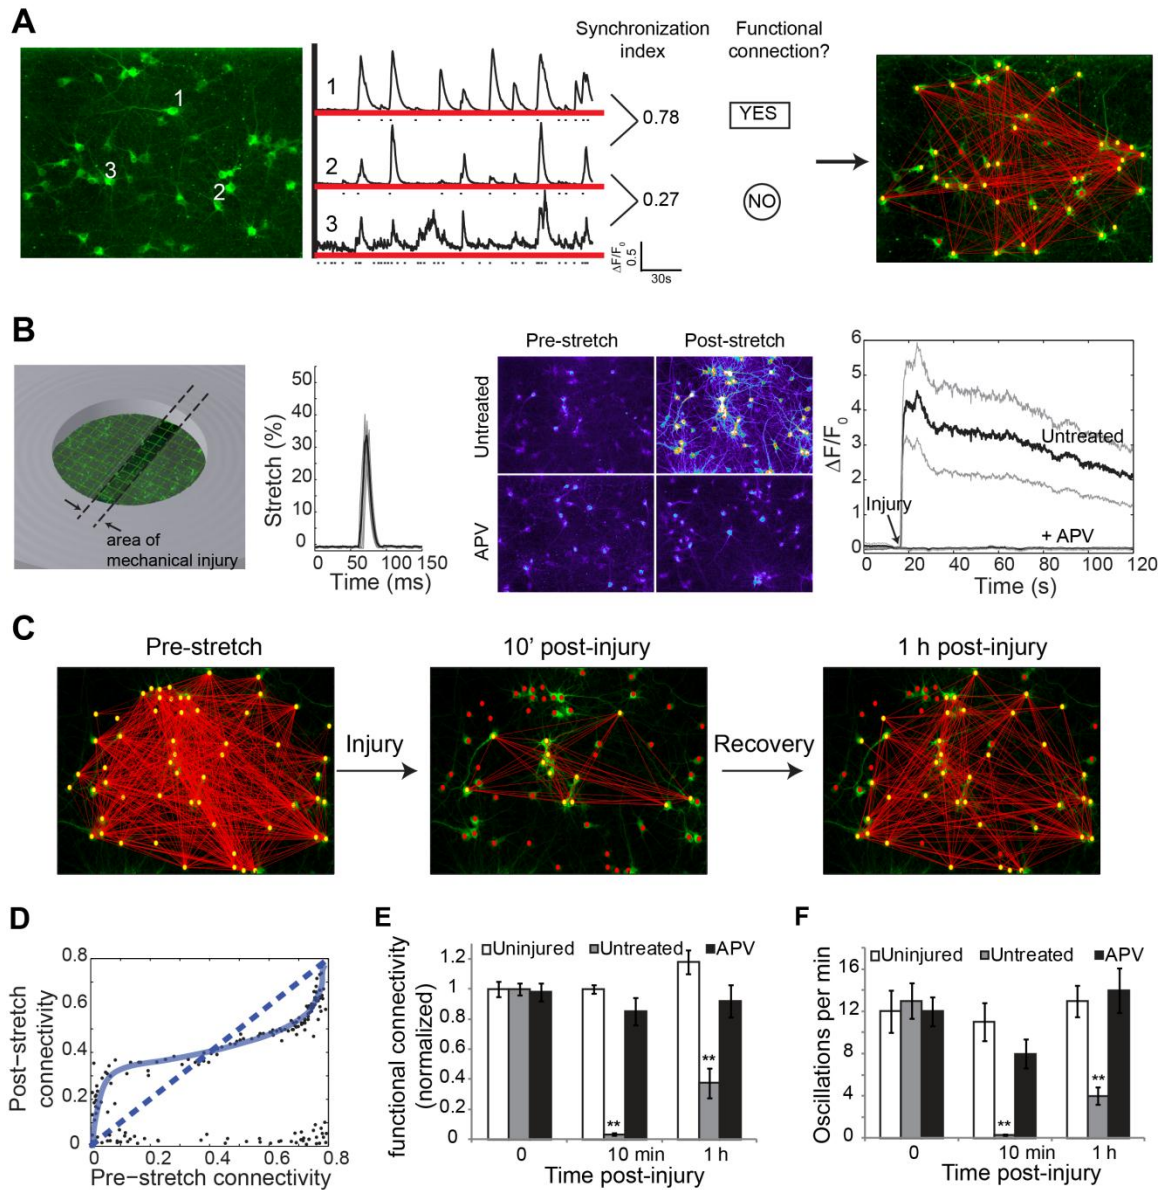 A
Synchronization
index
Functional
connection?
1
2
3
1
2
3
0.78
0.27
YES
NO
ΔF/F0
0.5
30s
B
area of
mechanical injury
Stretch (%)
50
40
30
20
10
0
0 50 100 150
Time (ms)
Pre-stretch Post-stretch
Untreated
APV
ΔF/F0
6
5
4
3
2
1
0
Untreated
Injury
+ APV
0 20 40 60 80 100 120
Time (s)
C
Pre-stretch
10' post-injury
1 h post-injury
Injury
Recovery
D
Post−stretch
connectivity
0.8
0.6
0.4
0.2
0
0 0.2 0.4 0.6 0.8
Pre−stretch connectivity
E
functional connectivity
(normalized)
Uninjured Untreated APV
1.2
1
0.8
0.6
0.4
0.2
0
**
**
0 10 min 1 h
Time post-injury
F
Oscillations per min
Uninjured Untreated APV
16
12
8
4
0
**
**
0 10 min 1 h
Time post-injury